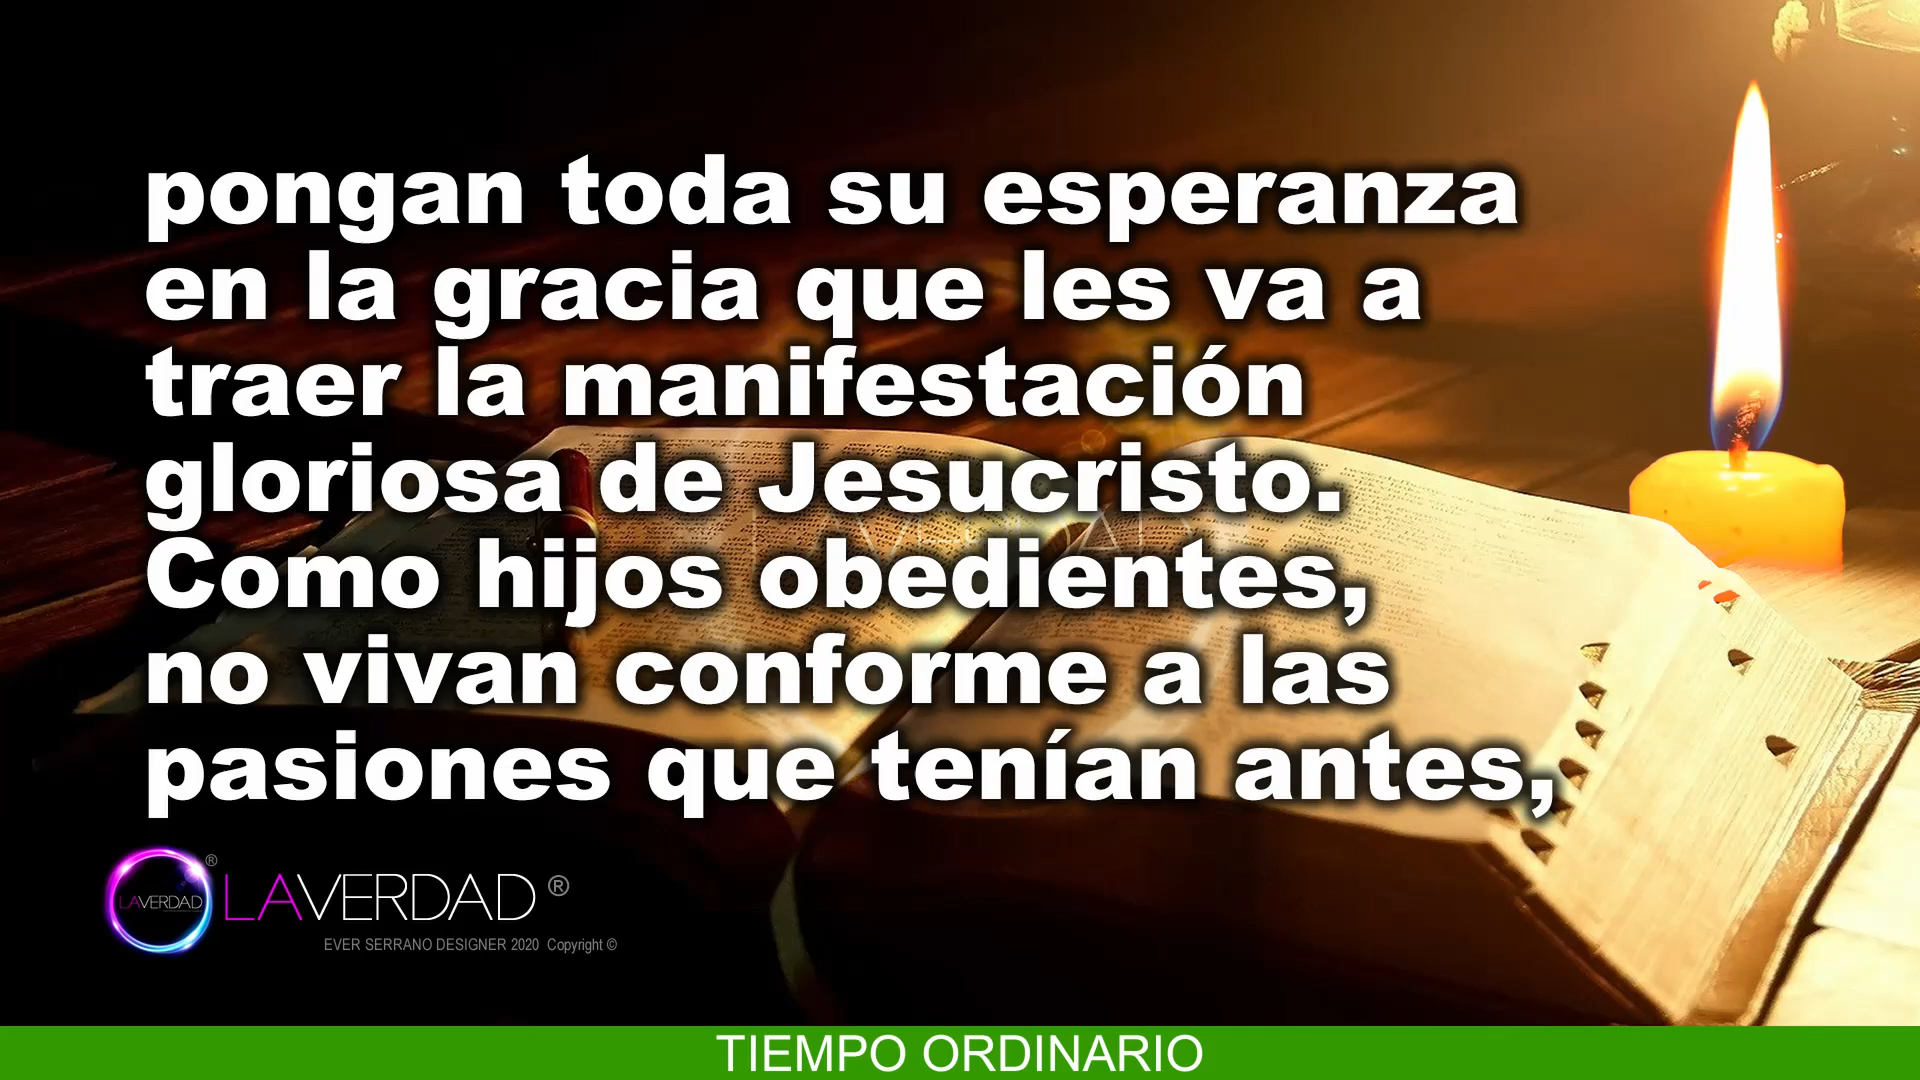 pongan toda su esperanza
en la gracia que les va a
traer la manifestación
gloriosa de Jesucristo.
Como hijos obedientes,
no vivan conforme a las
pasiones que tenían antes,
LAVERDAD ®
LAVERDAD ®
EVER SERRANO DESIGNER 2020 Copyright ©
TIEMPO ORDINARIO